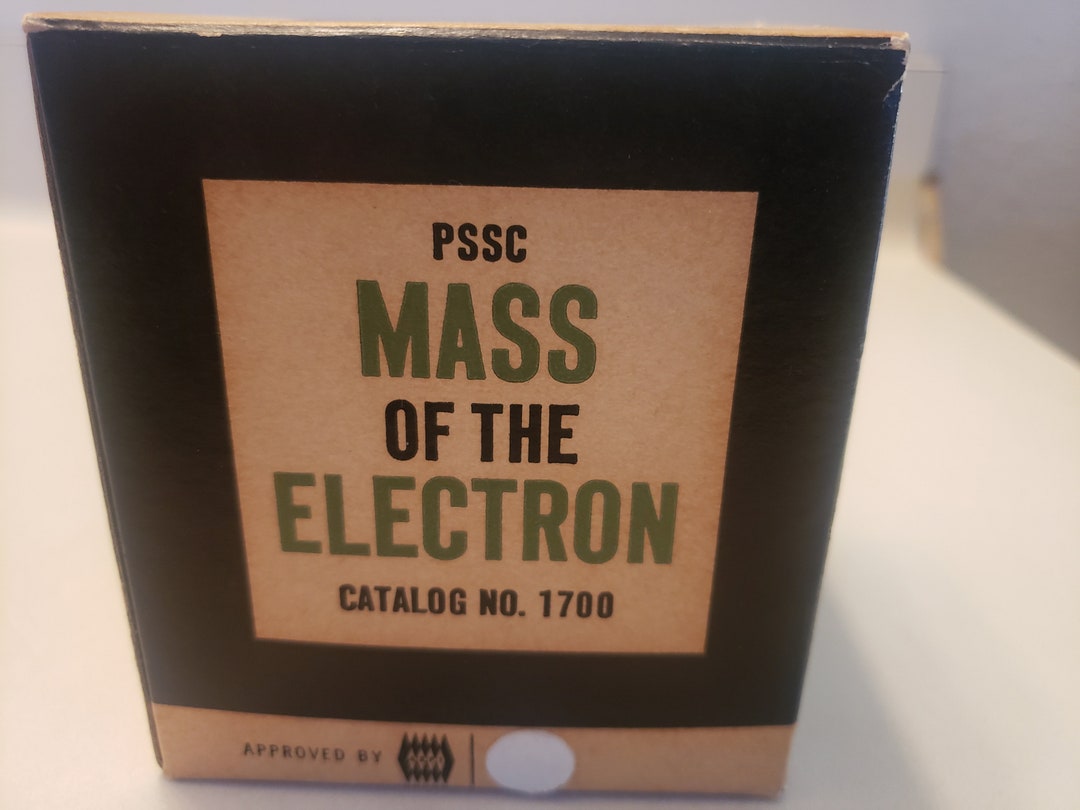 PSSC
MASS
OF THE
ELECTRON
CATALOG NO. 1700
APPROVED BY